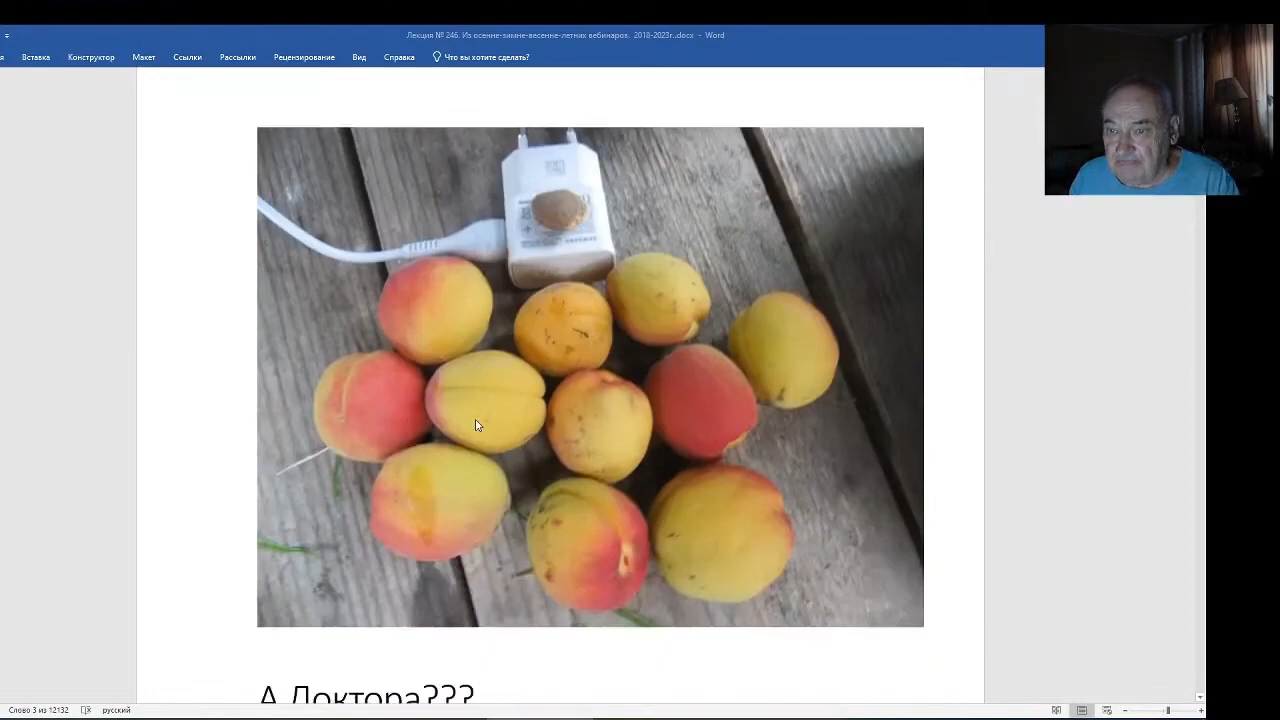 Лекция № 246. Из осенне-зимне-весенне-летних вебинаров. 2018-2023г..docx - Word
Вставка Конструктор Макет Ссылки Рассылки Рецензирование Вид Справка Что вы хотите сделать?
А Доктора???
Слово 3 из 12132 русский